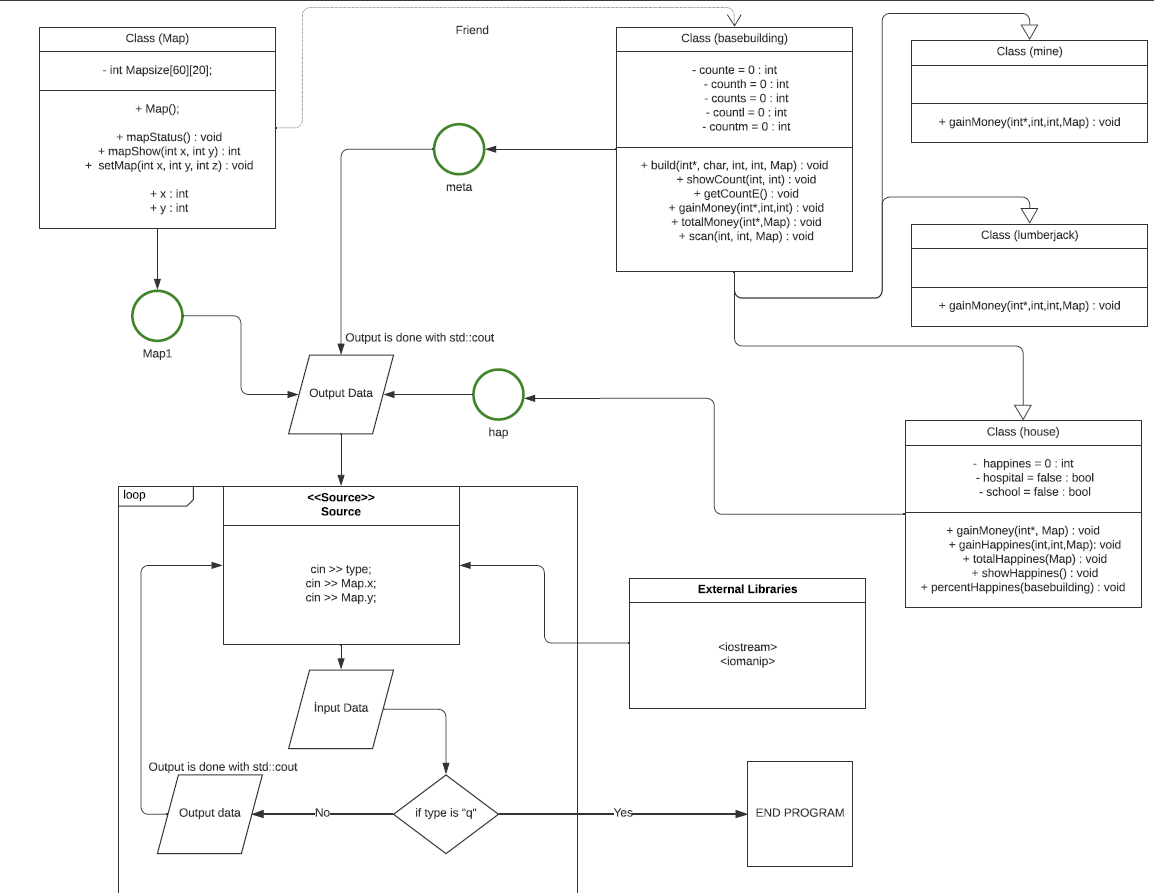 Class (Map)
- int Mapsize[60][20];
+ Map();
+ mapStatus() : void
+ mapShow(int x, int y) : int
+ setMap(int x, int y, int z) : void
+ x : int
+ y : int
Friend
Class (basebuilding)
- counte = 0 : int
- counth = 0 : int
- counts = 0 : int
- countl = 0 : int
- countm = 0 : int
+ build(int*, char, int, int, Map) : void
+ showCount(int, int) : void
+ getCountE() : void
+ gainMoney(int*,int,int) : void
+ totalMoney(int*,Map) : void
+ scan(int, int, Map) : void
Class (mine)
+ gainMoney(int*,int,int,Map) : void
Class (lumberjack)
+ gainMoney(int*,int,int,Map) : void
meta
Map1
Output is done with std::cout
Output Data
hap
Class (house)
- happines = 0 : int
- hospital = false : bool
- school = false : bool
+ gainMoney(int*, Map) : void
+ gainHappines(int,int,Map): void
+ totalHappines(Map) : void
+ showHappines() : void
+ percentHappines(basebuilding) : void
loop
<<Source>>
Source
cin >> type;
cin >> Map.x;
cin >> Map.y;
External Libraries
<iostream>
<iomanip>
İnput Data
Output is done with std::cout
Output data
No
if type is "q"
Yes
END PROGRAM